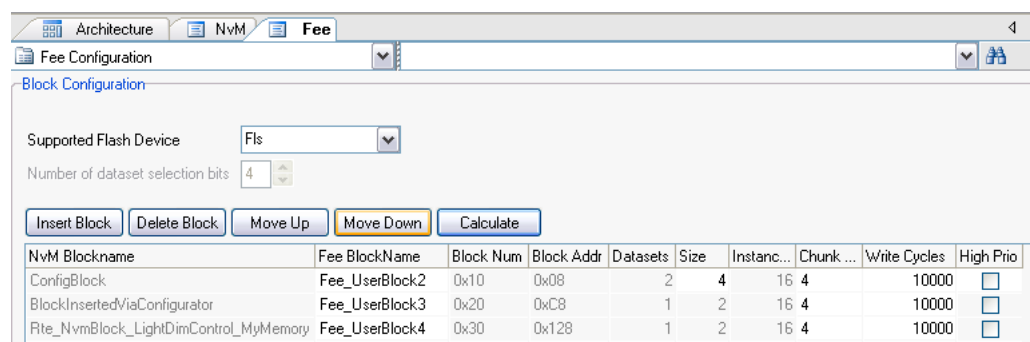 Architecture NvM Fee
Fee Configuration
Block Configuration
Supported Flash Device Fls
Number of dataset selection bits 4
Insert Block Delete Block Move Up Move Down Calculate
NvM Blockname Fee BlockName Block Num Block Addr Datasets Size Instanc... Chunk ... Write Cycles High Prio
ConfigBlock Fee_UserBlock2 0x10 0x08 2 4 16 4 10000
BlockInsertedViaConfigurator Fee_UserBlock3 0x20 0xC8 1 2 16 4 10000
Rte_NvmBlock_LightDimControl_MyMemory Fee_UserBlock4 0x30 0x128 1 2 16 4 10000